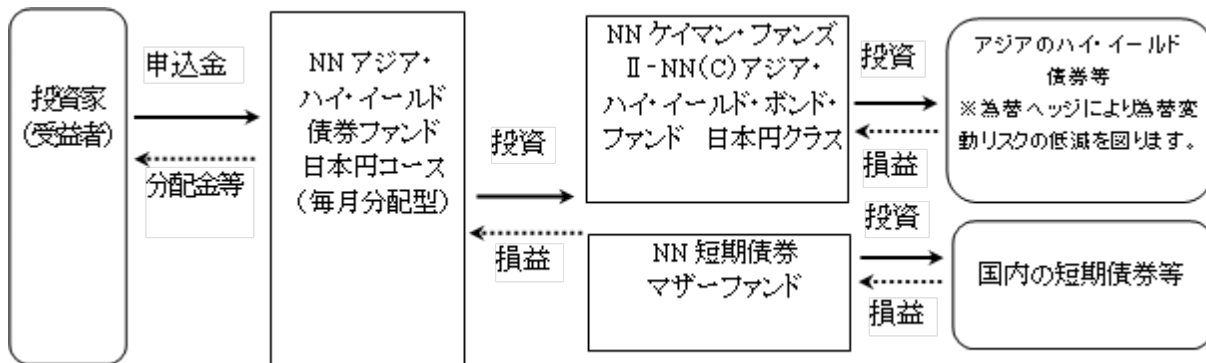 投資家
(受益者)
申込金
分配金等
NN アジア・
ハイ・イールド
債券ファンド
日本円コース
(毎月分配型)
投資
損益
NN ケイマン・ファンズ
Ⅱ-NN(C)アジア・
ハイ・イールド・ボンド・
ファンド 日本円クラス
NN 短期債券
マザーファンド
投資
損益
投資
損益
アジアのハイ・イールド
債券等
※為替ヘッジにより為替変
動リスクの低減を図ります。
国内の短期債券等